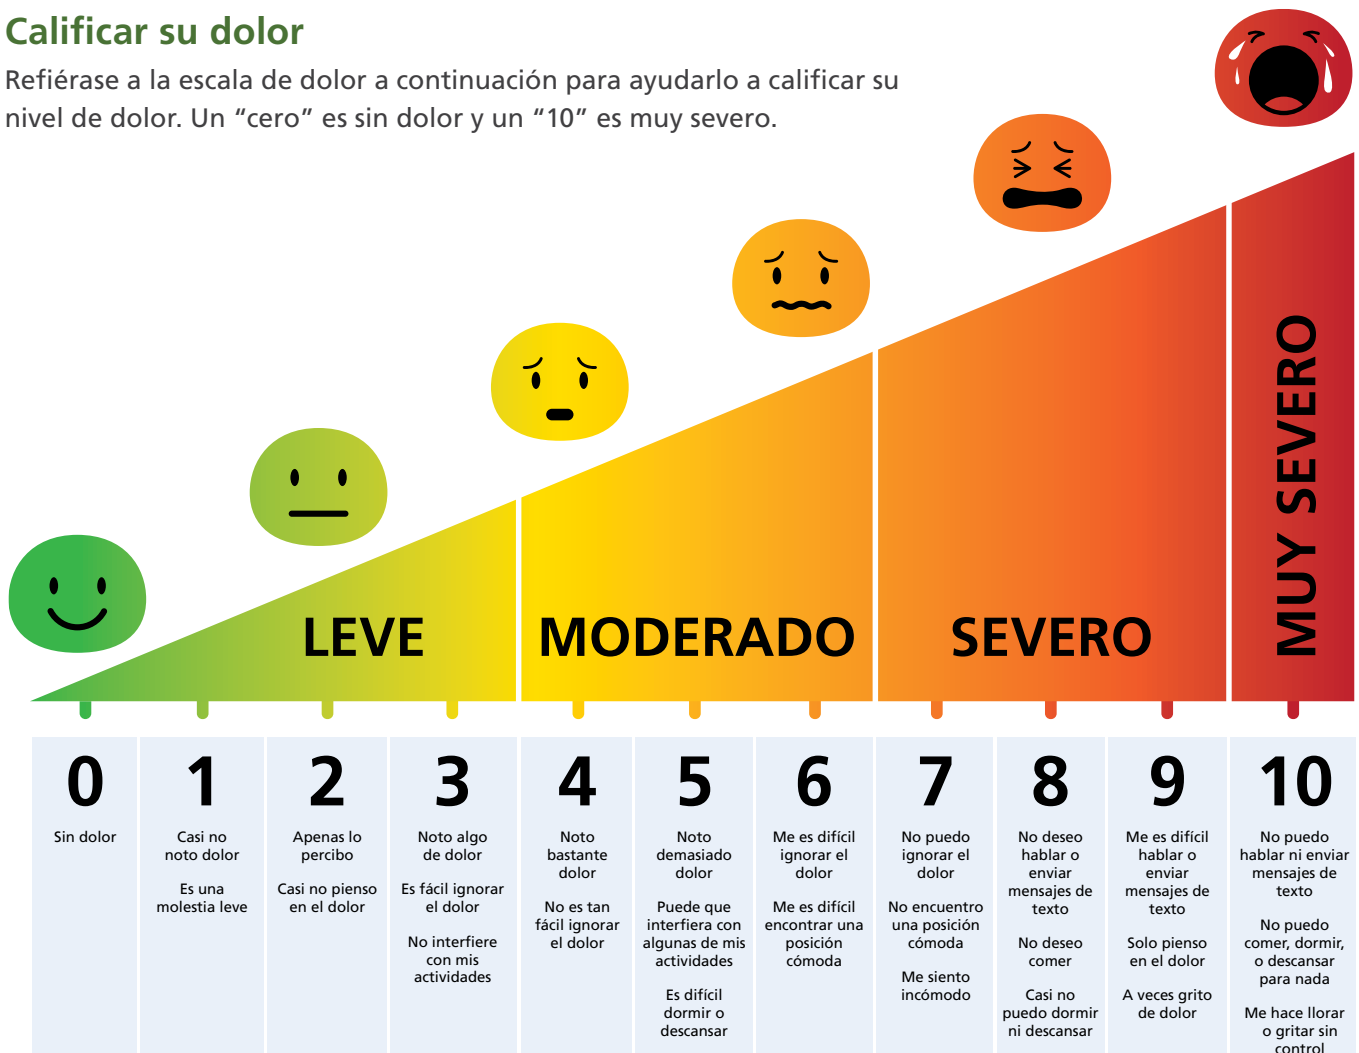 Calificar su dolor
Refiérase a la escala de dolor a continuación para ayudarlo a calificar su
nivel de dolor. Un “cero” es sin dolor y un “10” es muy severo.
LEVE
MODERADO
SEVERO
MUY SEVERO
0
Sin dolor
1
Casi no
noto dolor
Es una
molestia leve
2
Apenas lo
percibo
Casi no pienso
en el dolor
3
Noto algo
de dolor
Es fácil ignorar
el dolor
No interfiere
con mis
actividades
4
Noto
bastante
dolor
No es tan
fácil ignorar
el dolor
5
Noto
demasiado
dolor
Puede que
interfiera con
algunas de mis
actividades
Es difícil
dormir o
descansar
6
Me es difícil
ignorar el
dolor
Me es difícil
encontrar una
posición
cómoda
7
No puedo
ignorar el
dolor
No encuentro
una posición
cómoda
Me siento
incómodo
8
No deseo
hablar o
enviar
mensajes de
texto
No deseo
comer
Casi no
puedo dormir
ni descansar
9
Me es difícil
hablar o
enviar
mensajes de
texto
Solo pienso
en el dolor
A veces grito
de dolor
10
No puedo
hablar ni enviar
mensajes de
texto
No puedo
comer, dormir,
o descansar
para nada
Me hace llorar
o gritar sin
control